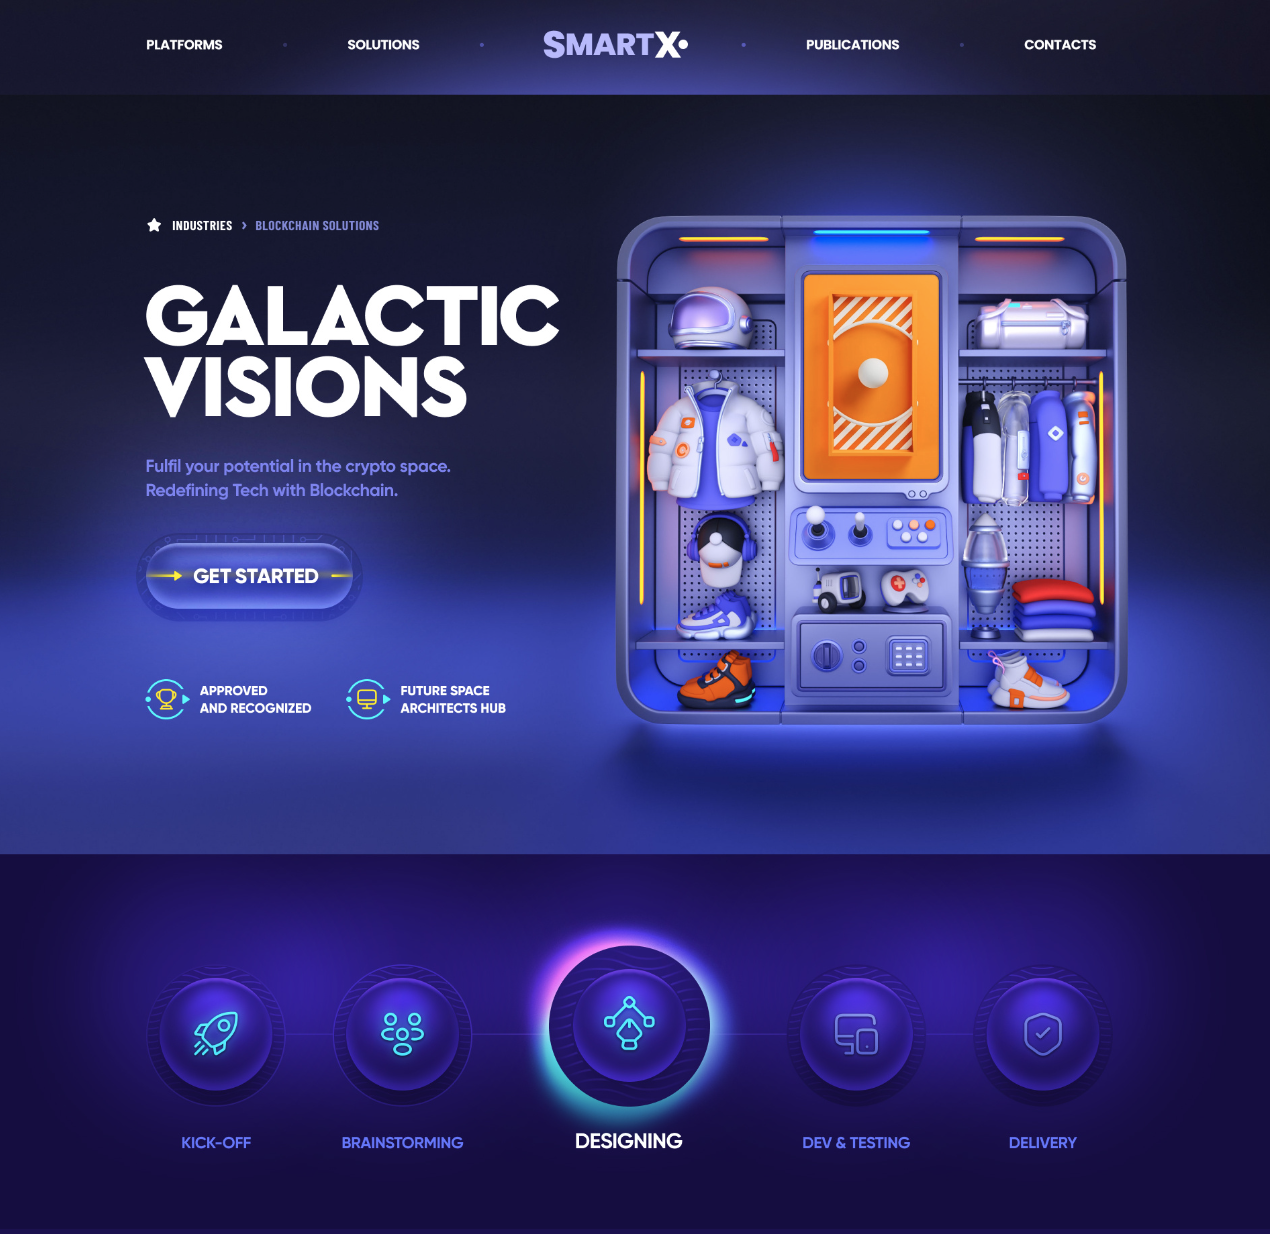 PLATFORMS
SOLUTIONS
SMARTX
PUBLICATIONS
CONTACTS
INDUSTRIES > BLOCKCHAIN SOLUTIONS
GALACTIC
VISIONS
Fulfil your potential in the crypto space.
Redefining Tech with Blockchain.
GET STARTED
APPROVED
AND RECOGNIZED
FUTURE SPACE
ARCHITECTS HUB
KICK-OFF
BRAINSTORMING
DESIGNING
DEV & TESTING
DELIVERY